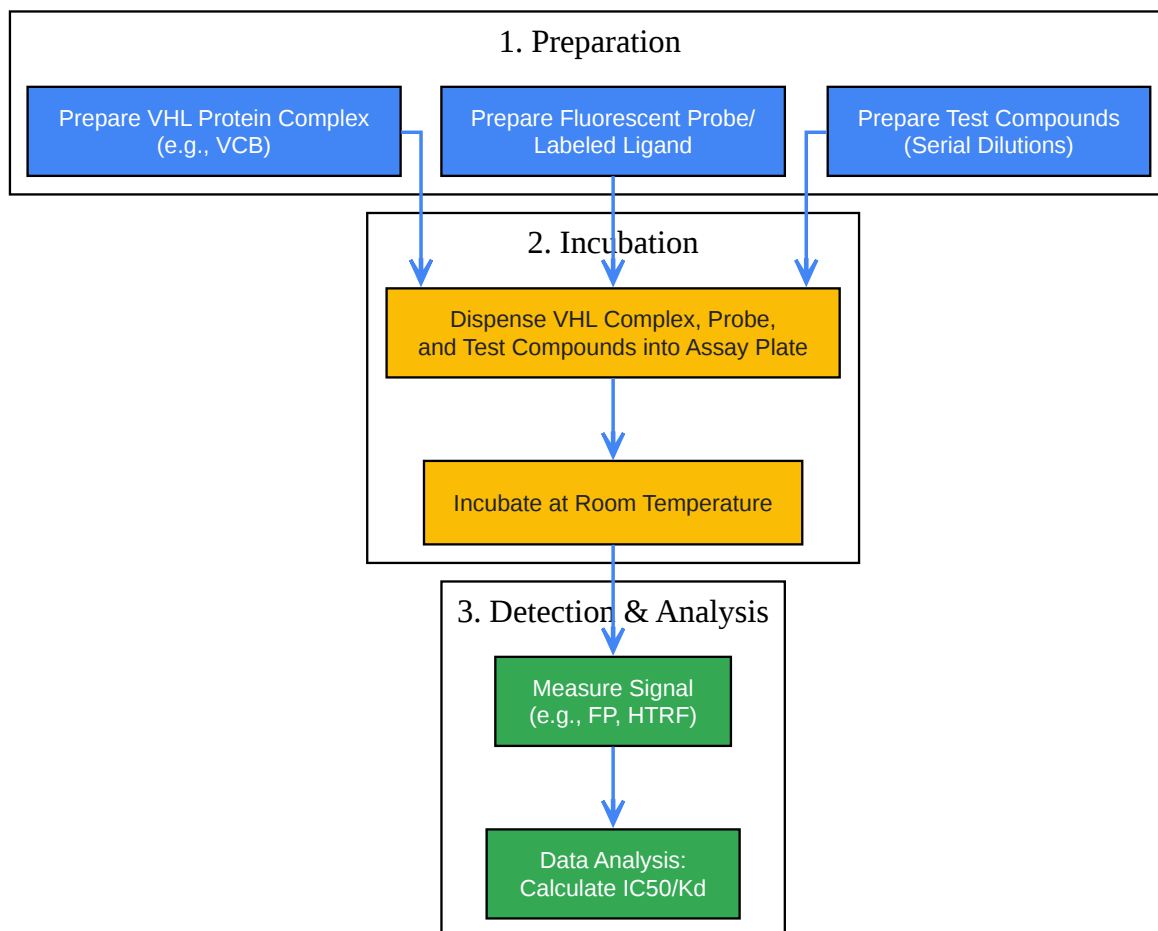 1. Preparation
Prepare VHL Protein Complex
(e.g., VCB)
Prepare Fluorescent Probe/
Labeled Ligand
Prepare Test Compounds
(Serial Dilutions)
2. Incubation
Dispense VHL Complex, Probe,
and Test Compounds into Assay Plate
Incubate at Room Temperature
3. Detection & Analysis
Measure Signal
(e.g., FP, HTRF)
Data Analysis:
Calculate IC50/Kd